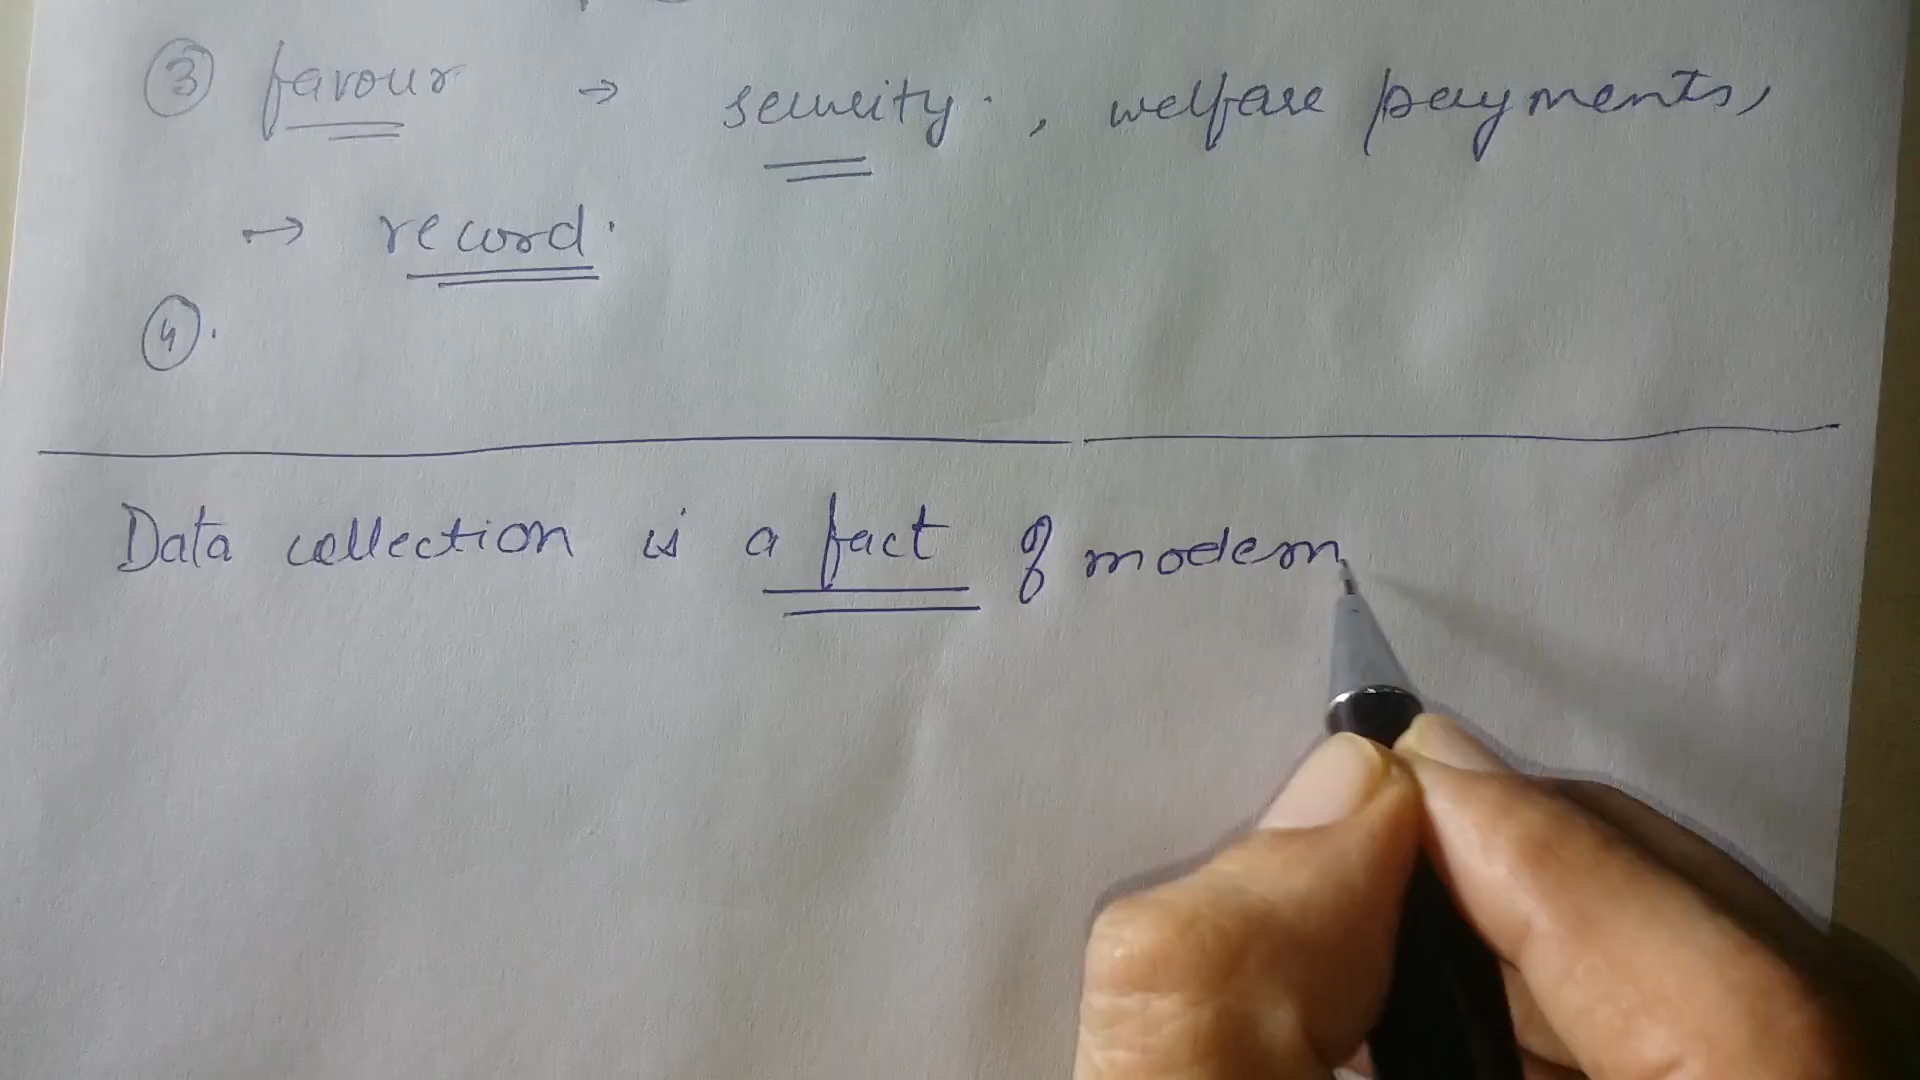 ③ favour → security. , welfare payments,
→ record.
④.
Data collection is a fact of modern